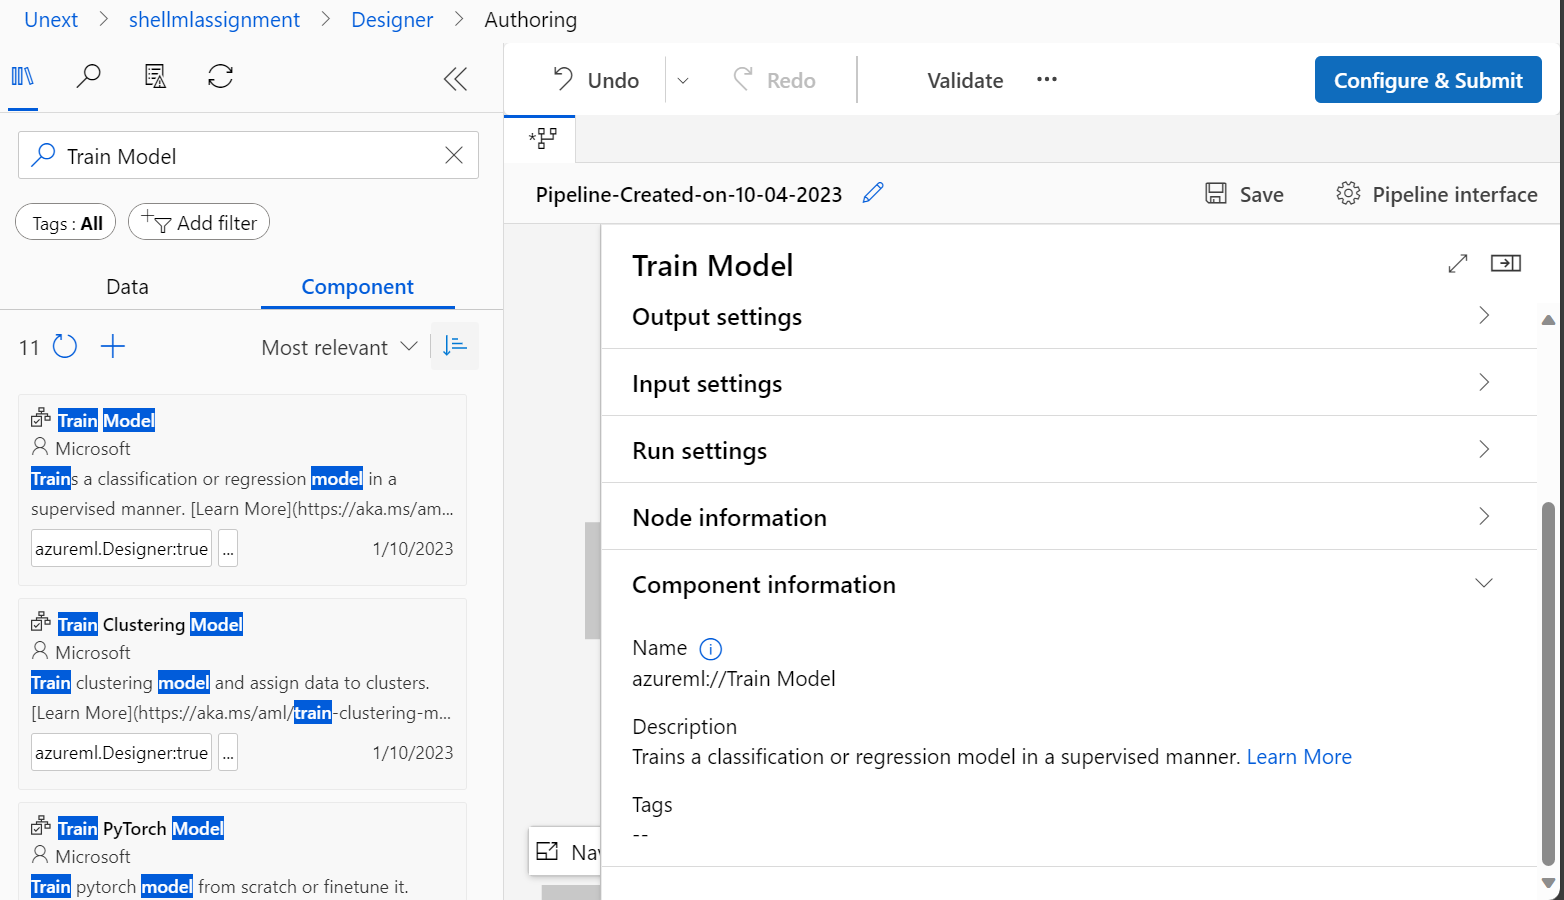 Unext > shellmlassignment > Designer > Authoring
Undo Redo Validate ... Configure & Submit
Train Model
Tags : All Add filter
Data Component
11 Most relevant
Train Model
Microsoft
Trains a classification or regression model in a
supervised manner. [Learn More](https://aka.ms/am...
azureml.Designer:true ... 1/10/2023
Train Clustering Model
Microsoft
Train clustering model and assign data to clusters.
[Learn More](https://aka.ms/aml/train-clustering-m...
azureml.Designer:true ... 1/10/2023
Train PyTorch Model
Microsoft
Train pytorch model from scratch or finetune it.
Pipeline-Created-on-10-04-2023 Save Pipeline interface
Train Model
Output settings
Input settings
Run settings
Node information
Component information
Name
azureml://Train Model
Description
Trains a classification or regression model in a supervised manner. Learn More
Tags
--